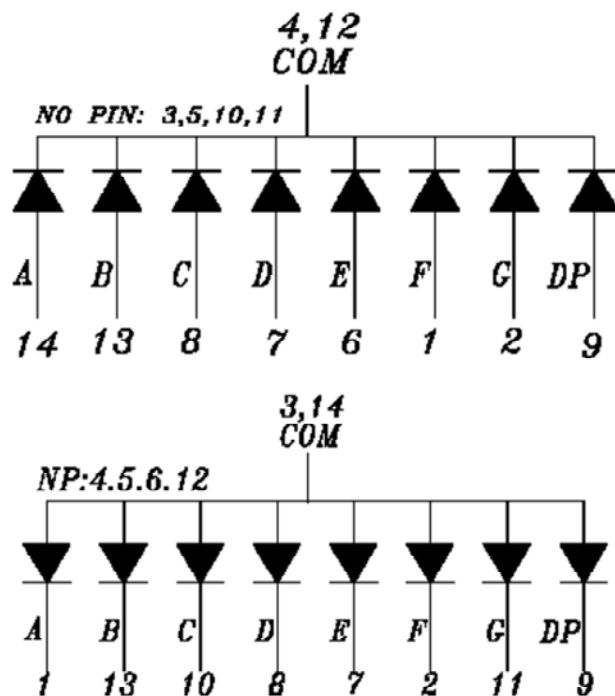 4,12
COM
NO PIN: 3,5,10,11
A B C D E F G DP
14 13 8 7 6 1 2 9
3,14
COM
NP:4.5.6.12
A B C D E F G DP
1 13 10 8 7 2 11 9